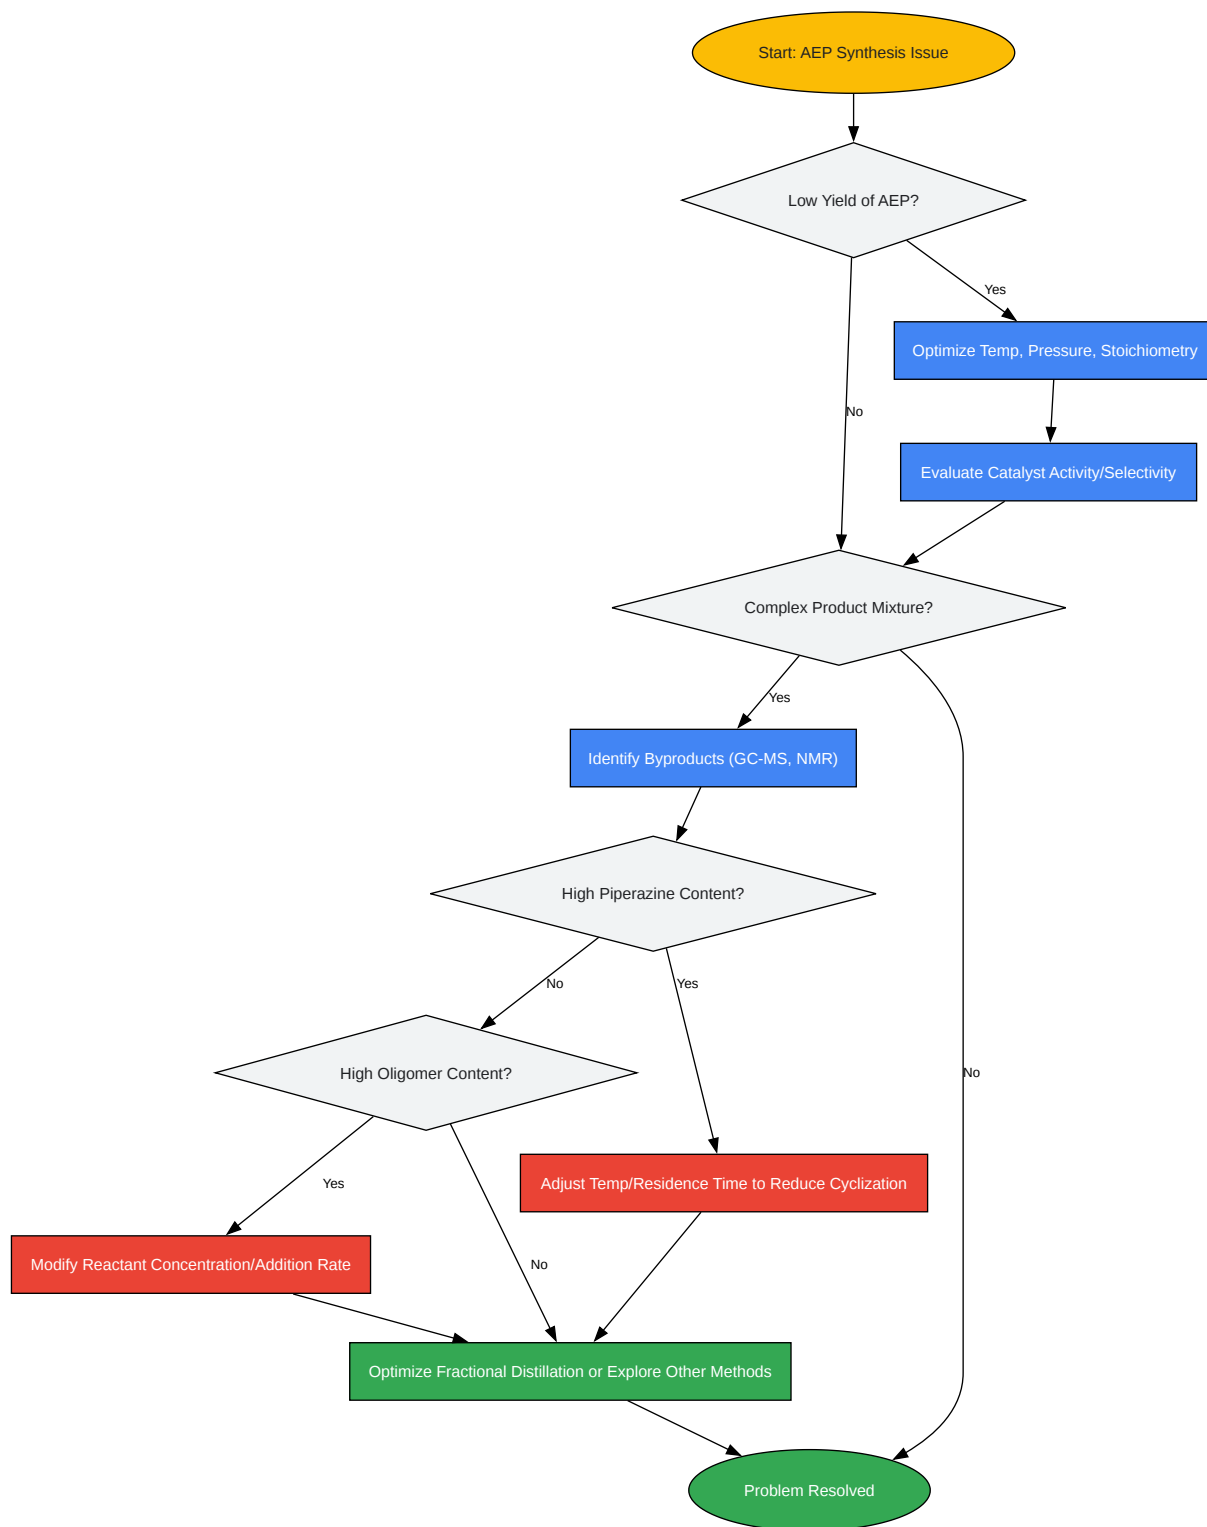 Start: AEP Synthesis Issue
Low Yield of AEP?
Yes
Optimize Temp, Pressure, Stoichiometry
No
Evaluate Catalyst Activity/Selectivity
Complex Product Mixture?
Yes
Identify Byproducts (GC-MS, NMR)
High Piperazine Content?
No
Yes
High Oligomer Content?
No
Yes
Adjust Temp/Residence Time to Reduce Cyclization
Modify Reactant Concentration/Addition Rate
No
Optimize Fractional Distillation or Explore Other Methods
Problem Resolved